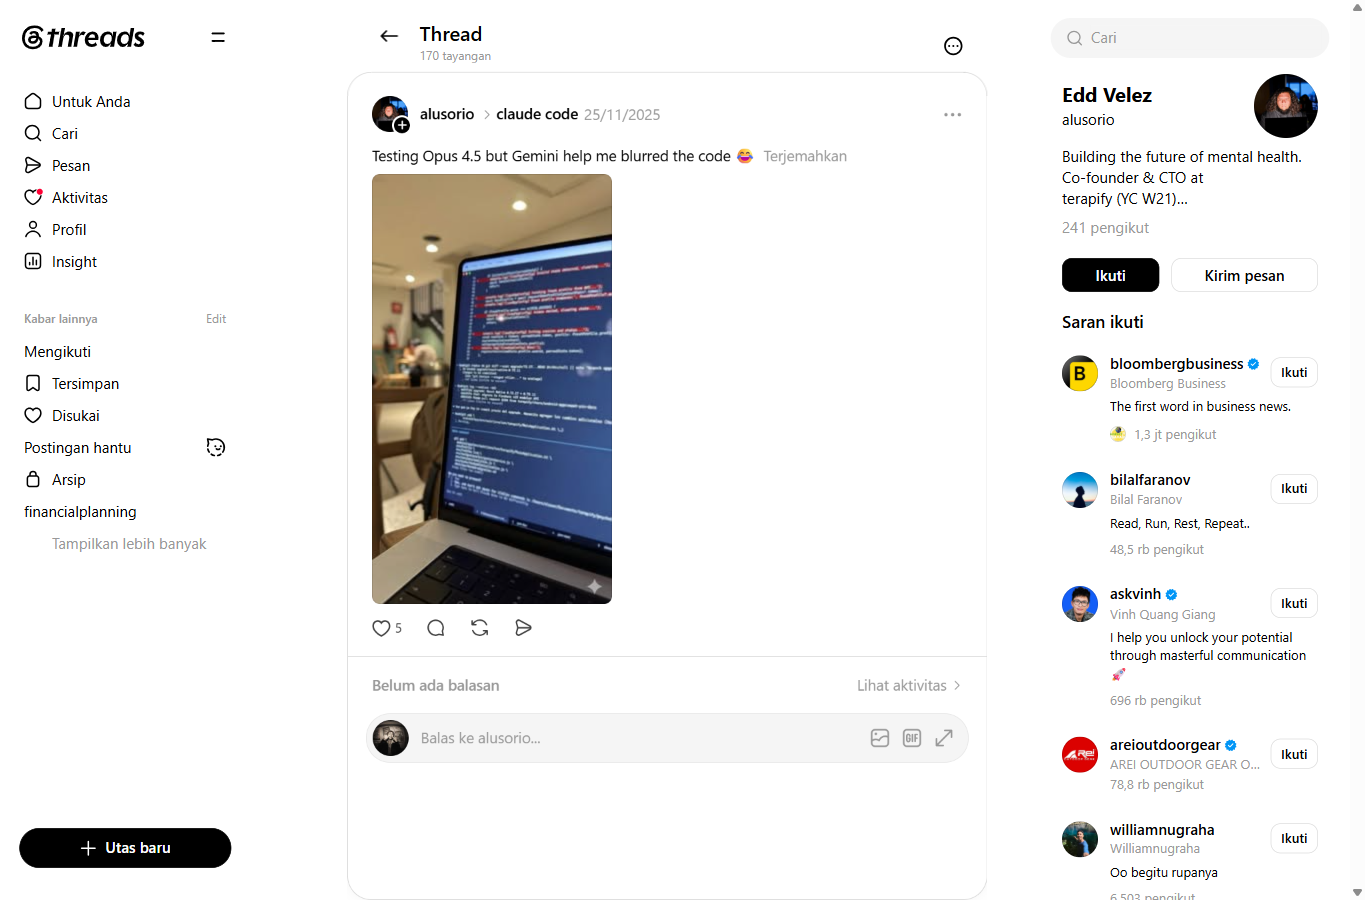 threads
Untuk Anda
Cari
Pesan
Aktivitas
Profil
Insight
Kabar lainnya
Edit
Mengikuti
Tersimpan
Disukai
Postingan hantu
Arsip
financialplanning
Tampilkan lebih banyak
Utas baru
Thread
170 tayangan
alusorio > claude code 25/11/2025
Testing Opus 4.5 but Gemini help me blurred the code 😂 Terjemahkan
5
Belum ada balasan
Lihat aktivitas
Balas ke alusorio...
GIF
Cari
Edd Velez
alusorio
Building the future of mental health.
Co-founder & CTO at
terapify (YC W21)...
241 pengikut
Ikuti
Kirim pesan
Saran ikuti
bloombergbusiness
Bloomberg Business
Ikuti
The first word in business news.
1,3 jt pengikut
bilalfaranov
Bilal Faranov
Ikuti
Read, Run, Rest, Repeat..
48,5 rb pengikut
askvinh
Vinh Quang Giang
Ikuti
I help you unlock your potential
through masterful communication
🚀
696 rb pengikut
areioutdoorgear
AREI OUTDOOR GEAR O...
Ikuti
78,8 rb pengikut
williamnugraha
Williamnugraha
Ikuti
Oo begitu rupanya
6.503 pengikut